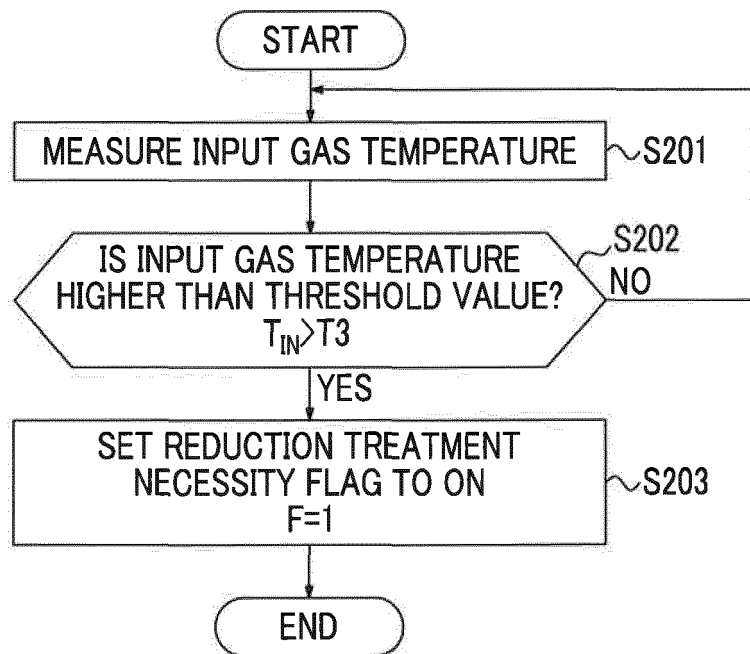 START
MEASURE INPUT GAS TEMPERATURE
S201
IS INPUT GAS TEMPERATURE
HIGHER THAN THRESHOLD VALUE?
T_IN>T3
S202
NO
YES
SET REDUCTION TREATMENT
NECESSITY FLAG TO ON
F=1
S203
END